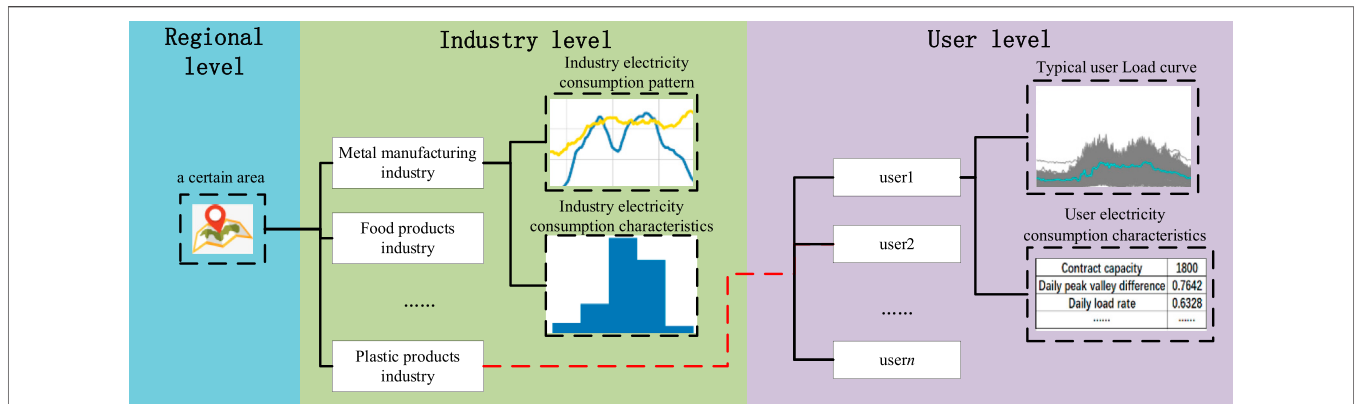 Regional
level
a certain area
Industry level
Industry electricity
consumption pattern
Metal manufacturing
industry
Industry electricity
consumption characteristics
Food products
industry
......
Plastic products
industry
User level
Typical user Load curve
user1
User electricity
consumption characteristics
user2
Contract capacity 1800
Daily peak valley difference 0.7642
Daily load rate 0.6328
...... ......
......
usern